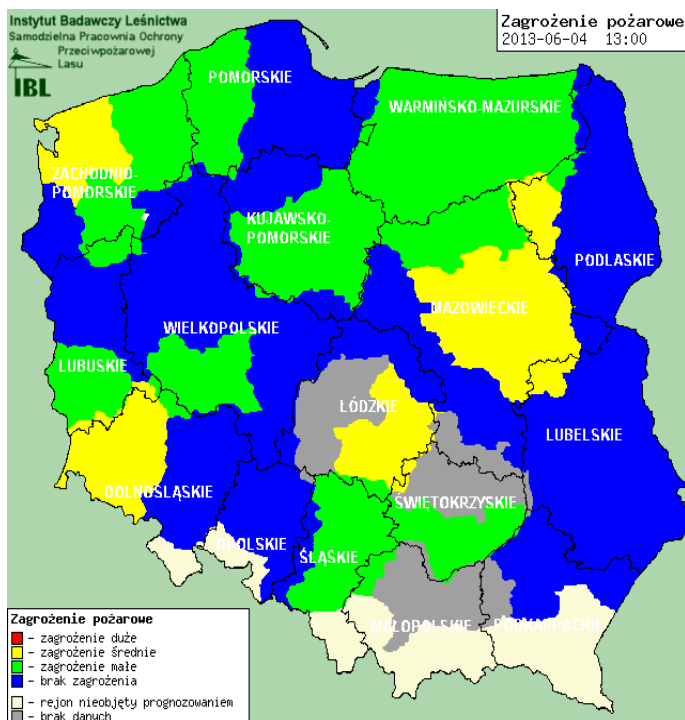 Instytut Badawczy Leśnictwa
Samodzielna Pracownia Ochrony
Przeciwpożarowej
Lasu
IBL
Zagrożenie pożarowe
2013-06-04 13:00
POMORSKIE
WARMIŃSKO-MAZURSKIE
ZACHODNIO-
POMORSKIE
KUJAWSKO-
POMORSKIE
PODLASKIE
MAZOWIECKIE
WIELKOPOLSKIE
LUBUSKIE
ŁÓDZKIE
LUBELSKIE
DOLNOŚLĄSKIE
ŚWIĘTOKRZYSKIE
OPOLSKIE
ŚLĄSKIE
MAŁOPOLSKIE
PODKARPACKIE
Zagrożenie pożarowe
- zagrożenie duże
- zagrożenie średnie
- zagrożenie małe
- brak zagrożenia
- rejon nieobjęty prognozowaniem
- brak danych